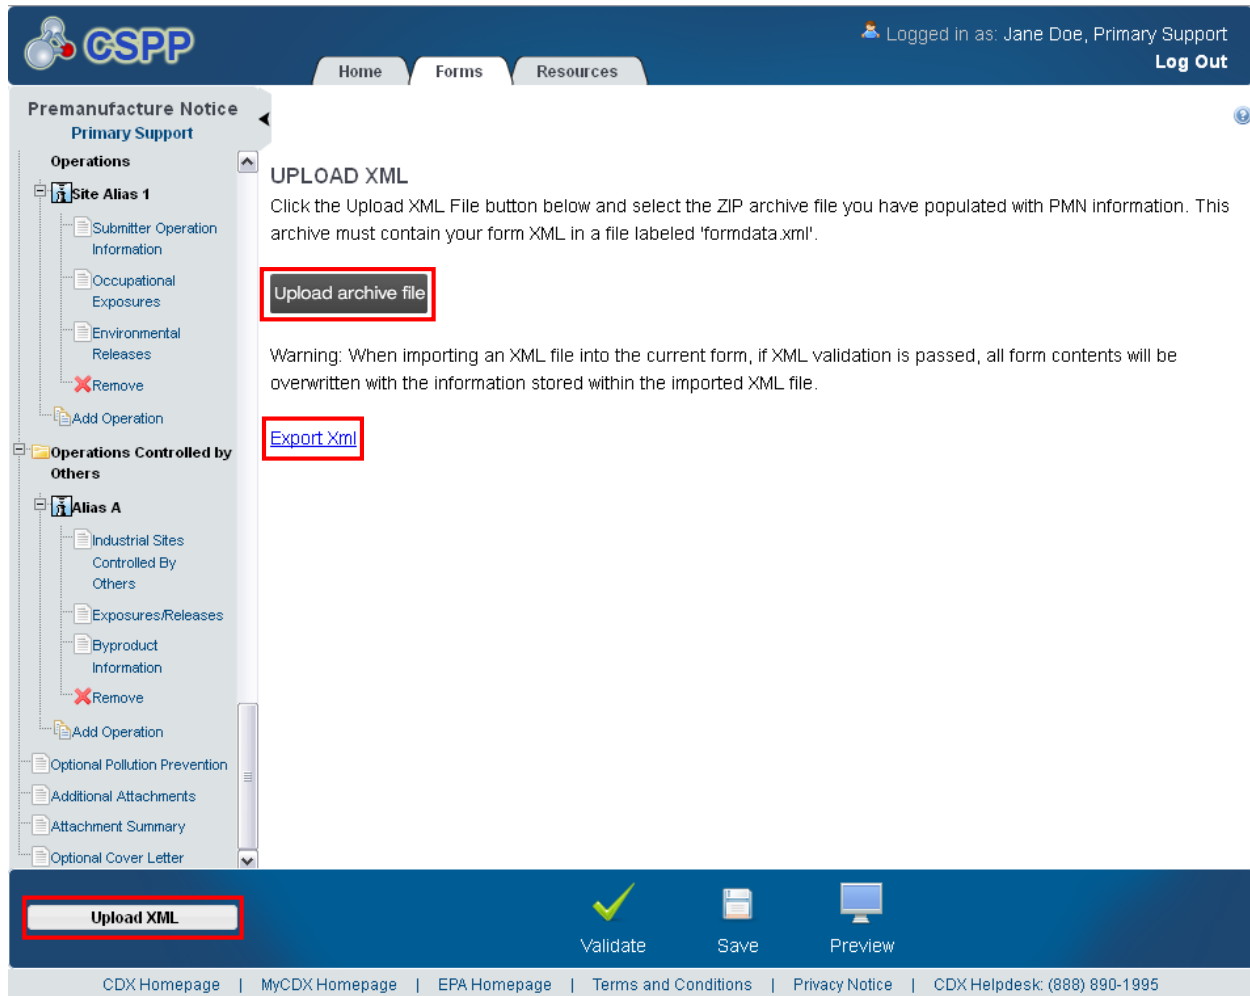 CSPP
Logged in as: Jane Doe, Primary Support
Log Out
Home
Forms
Resources
Premanufacture Notice
Primary Support
Operations
Site Alias 1
Submitter Operation
Information
Occupational
Exposures
Environmental
Releases
Remove
Add Operation
Operations Controlled by
Others
Alias A
Industrial Sites
Controlled By
Others
Exposures/Releases
Byproduct
Information
Remove
Add Operation
Optional Pollution Prevention
Additional Attachments
Attachment Summary
Optional Cover Letter
UPLOAD XML
Click the Upload XML File button below and select the ZIP archive file you have populated with PMN information. This
archive must contain your form XML in a file labeled 'formdata.xml'.
Upload archive file
Warning: When importing an XML file into the current form, if XML validation is passed, all form contents will be
overwritten with the information stored within the imported XML file.
Export Xml
Upload XML
Validate
Save
Preview
CDX Homepage | MyCDX Homepage | EPA Homepage | Terms and Conditions | Privacy Notice | CDX Helpdesk: (888) 890-1995